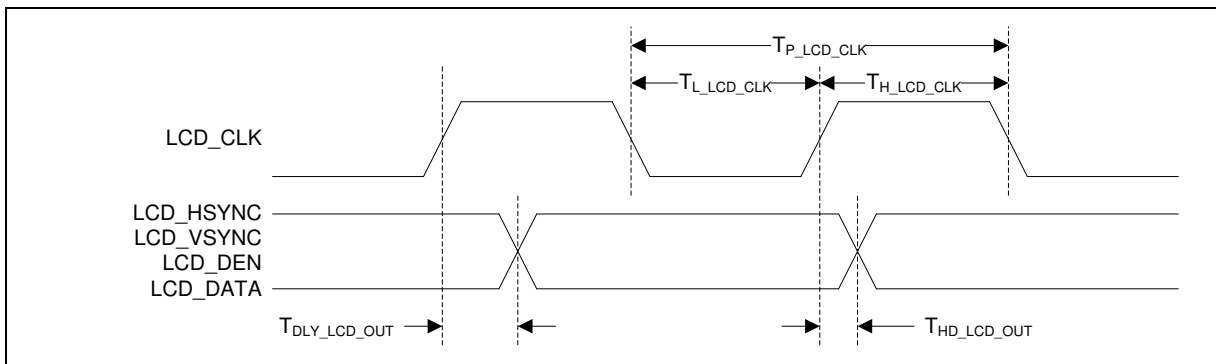 T_P_LCD_CLK
T_L_LCD_CLK T_H_LCD_CLK
LCD_CLK
LCD_HSYNC
LCD_VSYNC
LCD_DEN
LCD_DATA
T_DLY_LCD_OUT T_HD_LCD_OUT